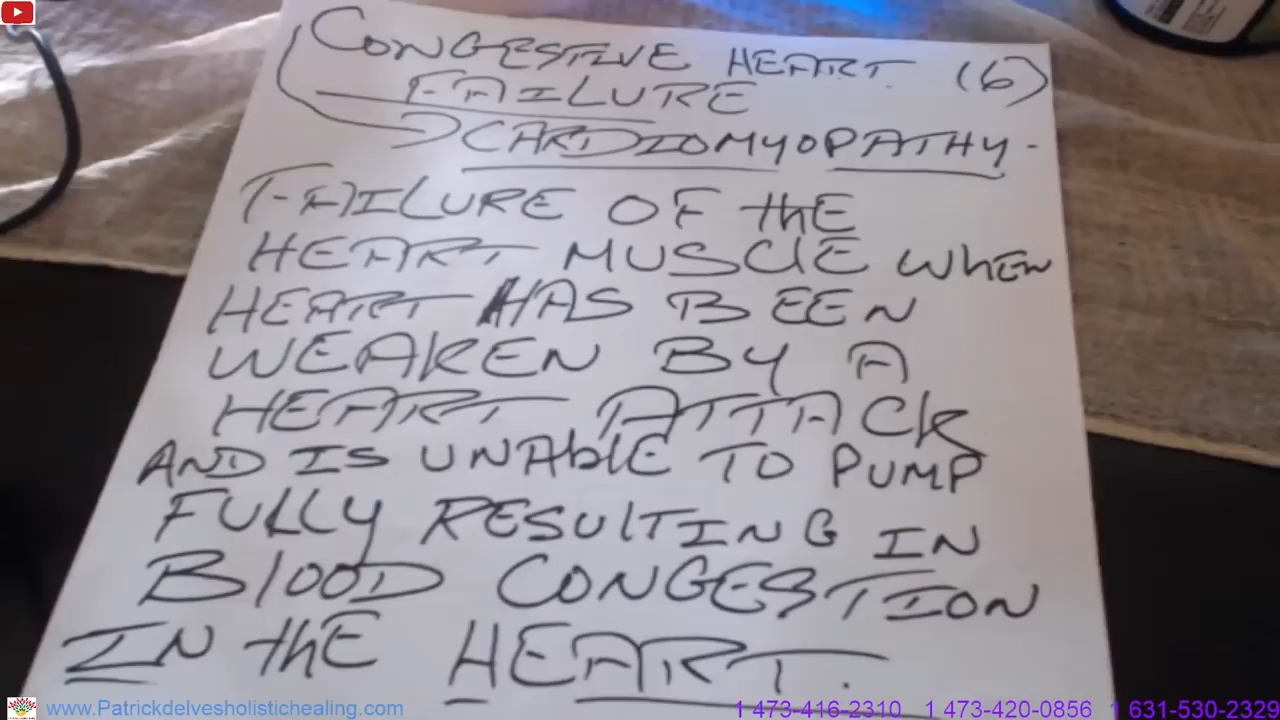 CONGESTIVE HEART. (6)
FAILURE
CARDIOMYOPATHY-
FAILURE OF thE
HEART MUSClE WhEN
HEART HAS BEEN
WEAKEN BY A
HEART ATTACK
AND IS UNAblE TO PUMP
FULLY RESUlTING IN
BlOOD CONGESTION
IN thE HEART.
www.Patrickdelvesholistichealing.com
1 473-416-2310 1 473-420-0856 1 631-530-2329